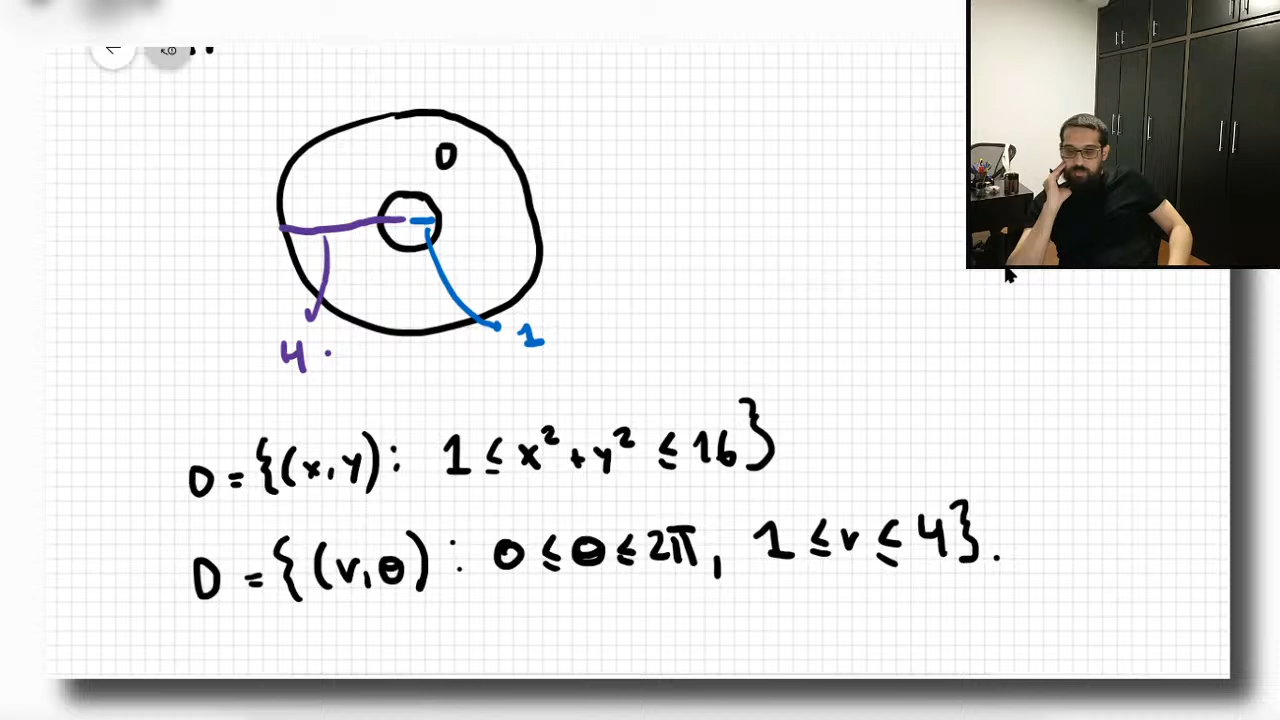 D
4.
1
D = {(x,y): 1 ≤ x² + y² ≤ 16}
D = {(r,θ): 0 ≤ θ ≤ 2π, 1 ≤ r ≤ 4}.